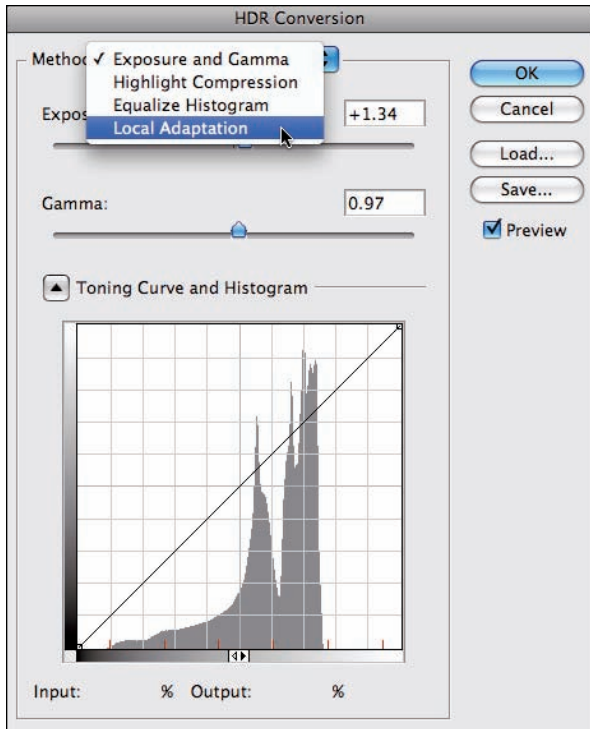 HDR Conversion
Method
✓ Exposure and Gamma
Highlight Compression
Equalize Histogram
Local Adaptation
Expos
+1.34
Gamma:
0.97
Toning Curve and Histogram
Input: % Output: %
OK
Cancel
Load...
Save...
Preview